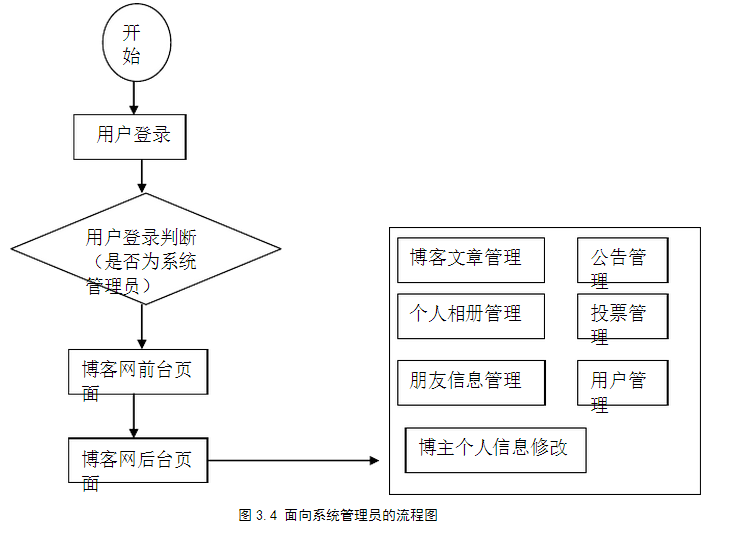 开
始
用户登录
用户登录判断
（是否为系统
管理员）
博客网前台页
面
博客网后台页
面
博客文章管理
公告管
理
个人相册管理
投票管
理
朋友信息管理
用户管
理
博主个人信息修改
图 3.4 面向系统管理员的流程图